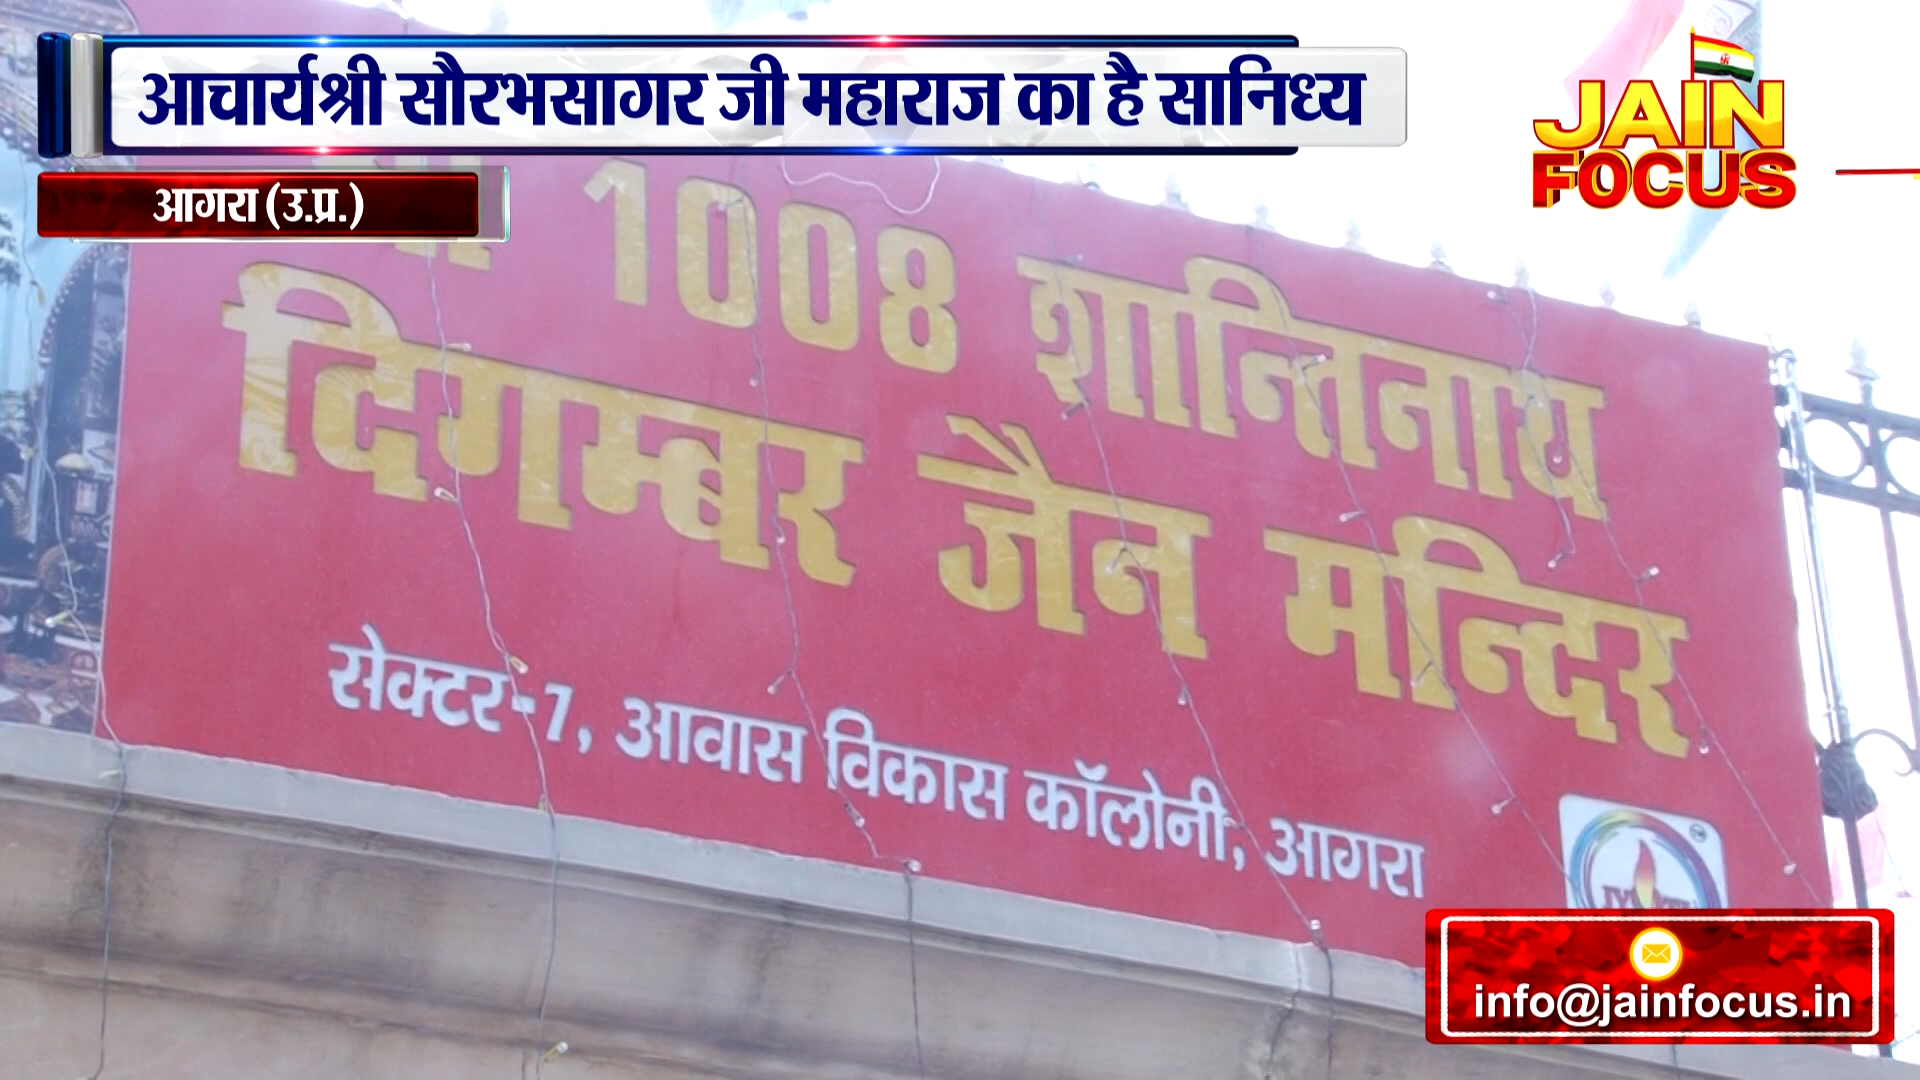 आचार्यश्री सौरभसागर जी महाराज का है सानिध्य
आगरा (उ.प्र.)
JAIN
FOCUS
1008 शान्तिनाथ
दिगम्बर जैन मन्दिर
सेक्टर-7, आवास विकास कॉलोनी, आगरा
info@jainfocus.in